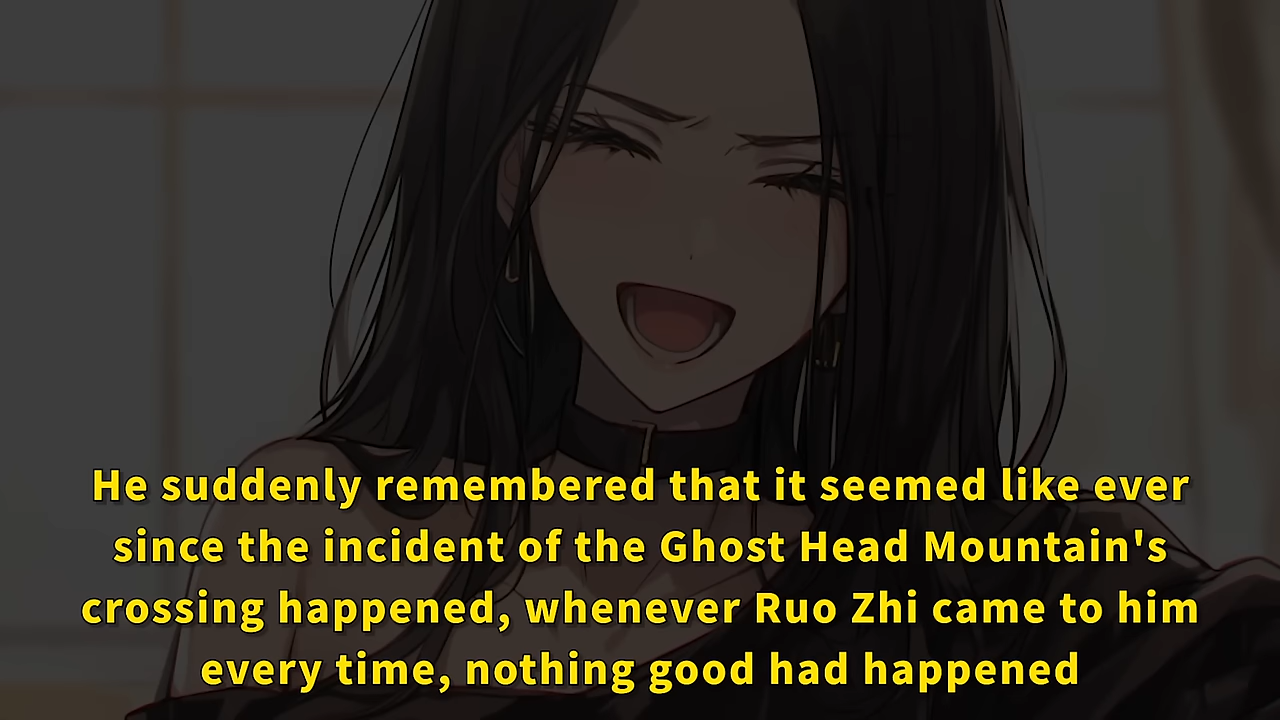 He suddenly remembered that it seemed like ever
since the incident of the Ghost Head Mountain's
crossing happened, whenever Ruo Zhi came to him
every time, nothing good had happened